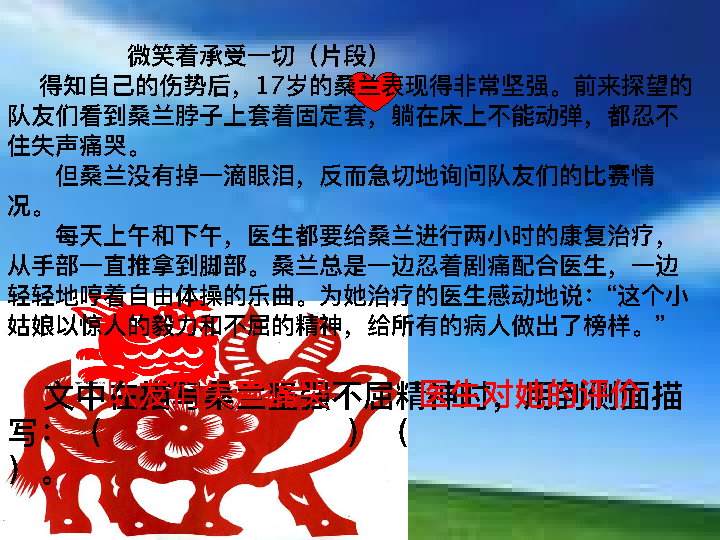 微笑着承受一切（片段）
得知自己的伤势后，17岁的桑兰表现得非常坚强。前来探望的
队友们看到桑兰脖子上套着固定套，躺在床上不能动弹，都忍不
住失声痛哭。
但桑兰没有掉一滴眼泪，反而急切地询问队友们的比赛情
况。
每天上午和下午，医生都要给桑兰进行两小时的康复治疗，
从手部一直推拿到脚部。桑兰总是一边忍着剧痛配合医生，一边
轻轻地哼着自由体操的乐曲。为她治疗的医生感动地说：“这个小
姑娘以惊人的毅力和不屈的精神，给所有的病人做出了榜样。”
文中在描写桑兰坚强不屈精神时，用到侧面描
写：（ ）（
）。
医生对她的评价